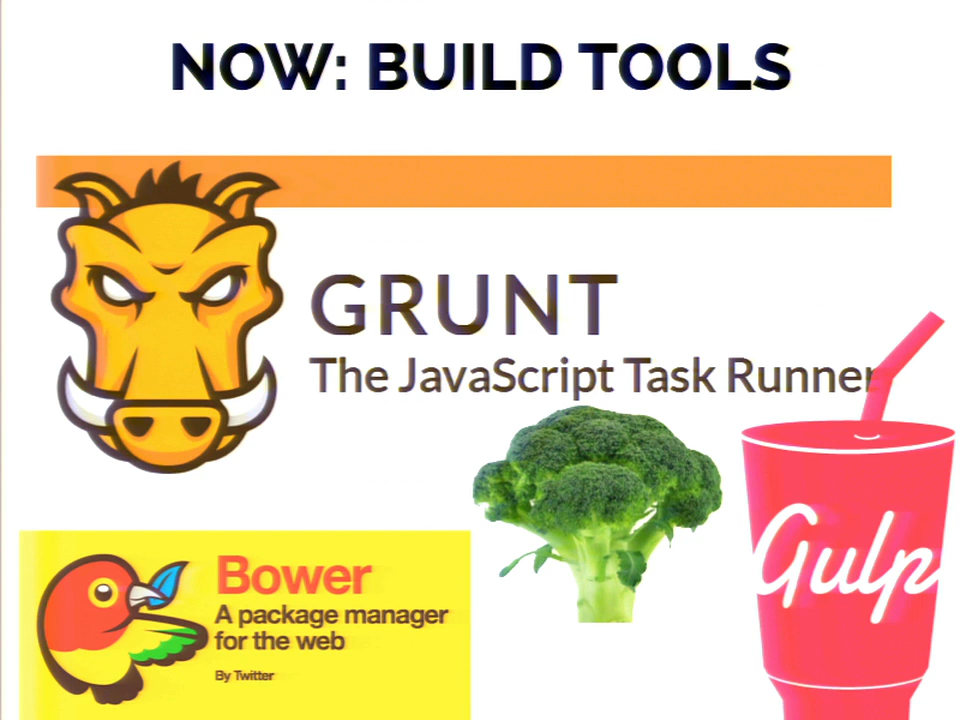 NOW: BUILD TOOLS
GRUNT
The JavaScript Task Runner
Gulp
Bower
A package manager
for the web
By Twitter